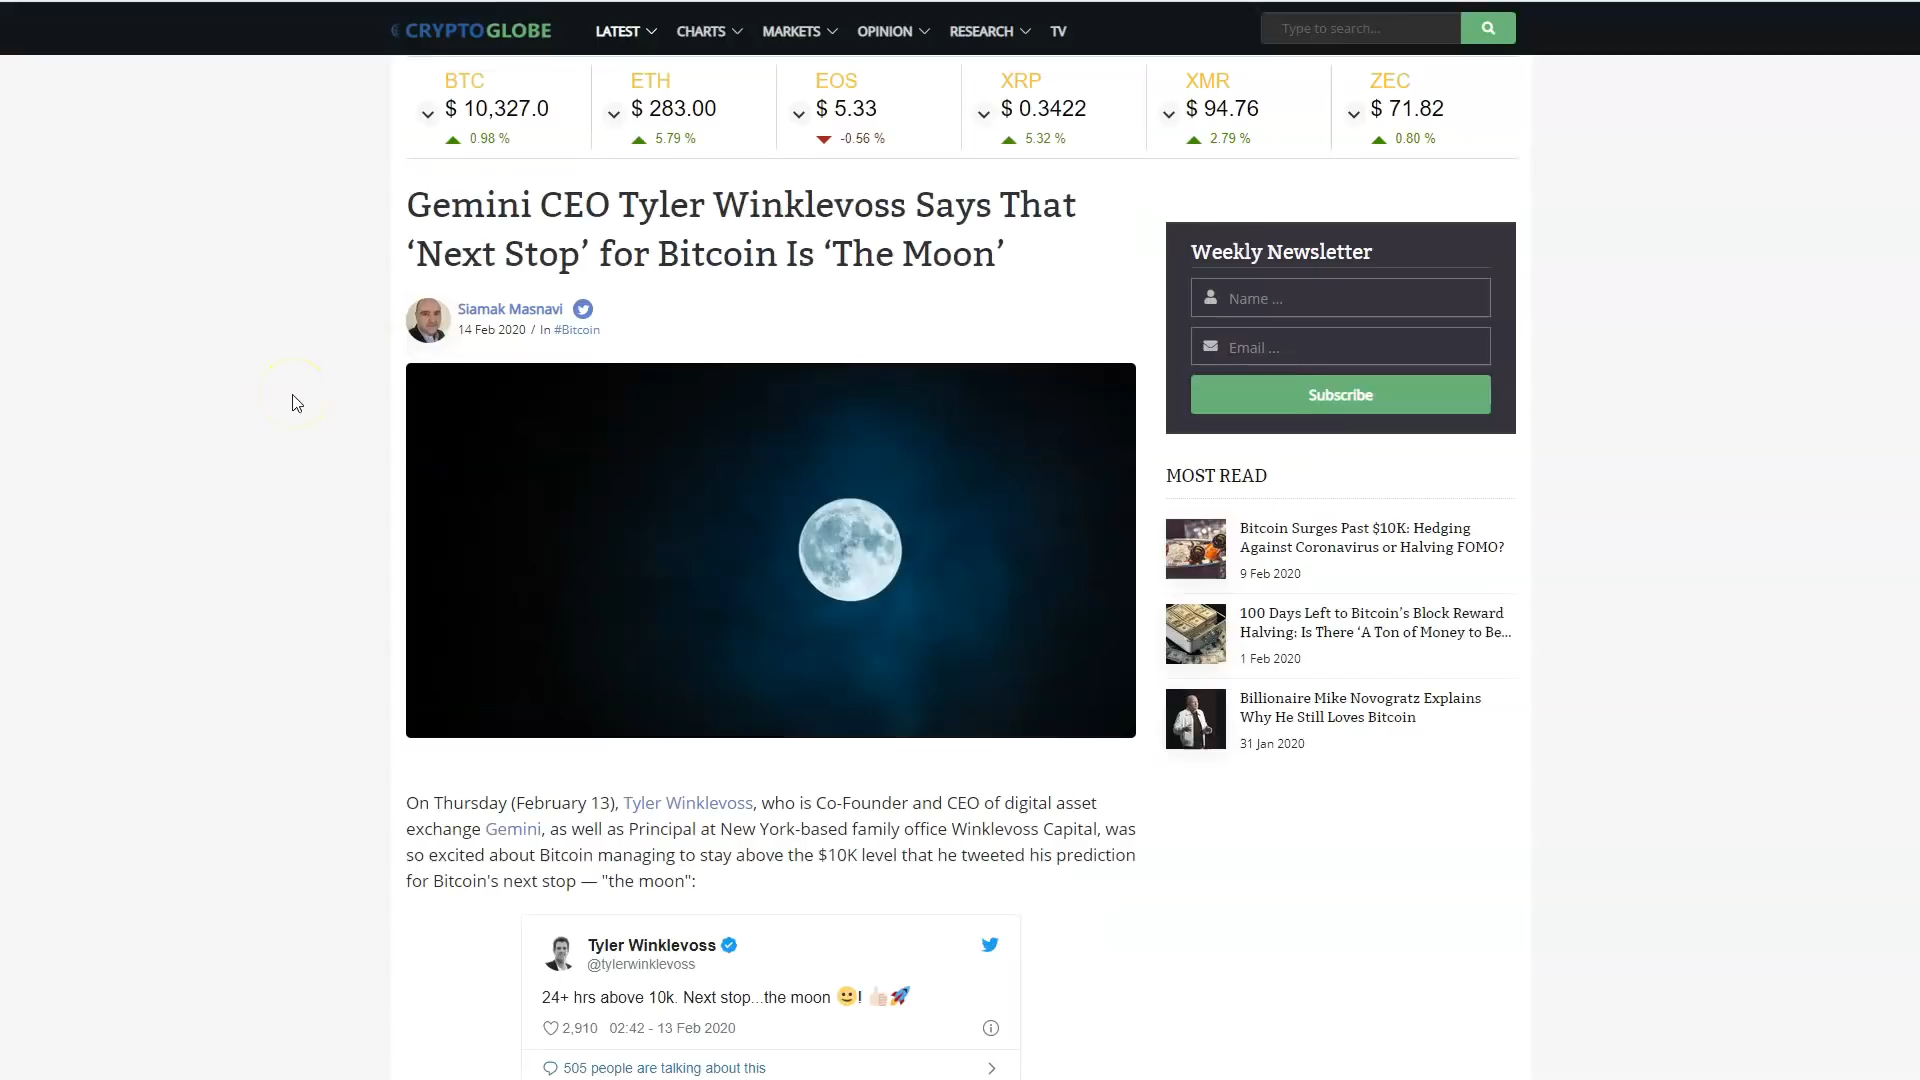 CRYPTOGLOBE
LATEST
CHARTS
MARKETS
OPINION
RESEARCH
TV
Type to search...
BTC
$ 10,327.0
0.98 %
ETH
$ 283.00
5.79 %
EOS
$ 5.33
-0.56 %
XRP
$ 0.3422
5.32 %
XMR
$ 94.76
2.79 %
ZEC
$ 71.82
0.80 %
Gemini CEO Tyler Winklevoss Says That
‘Next Stop’ for Bitcoin Is ‘The Moon’
Siamak Masnavi
14 Feb 2020 / In #Bitcoin
On Thursday (February 13), Tyler Winklevoss, who is Co-Founder and CEO of digital asset
exchange Gemini, as well as Principal at New York-based family office Winklevoss Capital, was
so excited about Bitcoin managing to stay above the $10K level that he tweeted his prediction
for Bitcoin's next stop — "the moon":
Tyler Winklevoss
@tylerwinklevoss
24+ hrs above 10k. Next stop...the moon 🙂! 👍🏻🚀
2,910 02:42 - 13 Feb 2020
505 people are talking about this
Weekly Newsletter
Name ...
Email ...
Subscribe
MOST READ
Bitcoin Surges Past $10K: Hedging
Against Coronavirus or Halving FOMO?
9 Feb 2020
100 Days Left to Bitcoin’s Block Reward
Halving: Is There ‘A Ton of Money to Be...
1 Feb 2020
Billionaire Mike Novogratz Explains
Why He Still Loves Bitcoin
31 Jan 2020